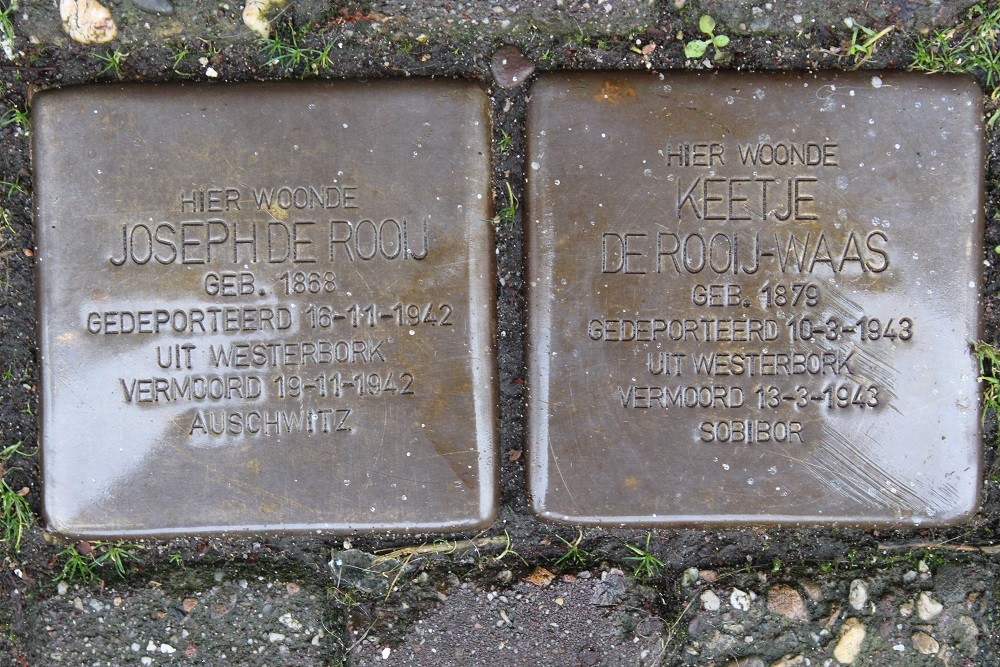 HIER WOONDE
JOSEPH DE ROOIJ
GEB. 1868
GEDEPORTEERD 16-11-1942
UIT WESTERBORK
VERMOORD 19-11-1942
AUSCHWITZ
HIER WOONDE
KEETJE
DE ROOIJ-WAAS
GEB. 1879
GEDEPORTEERD 10-3-1943
UIT WESTERBORK
VERMOORD 13-3-1943
SOBIBOR